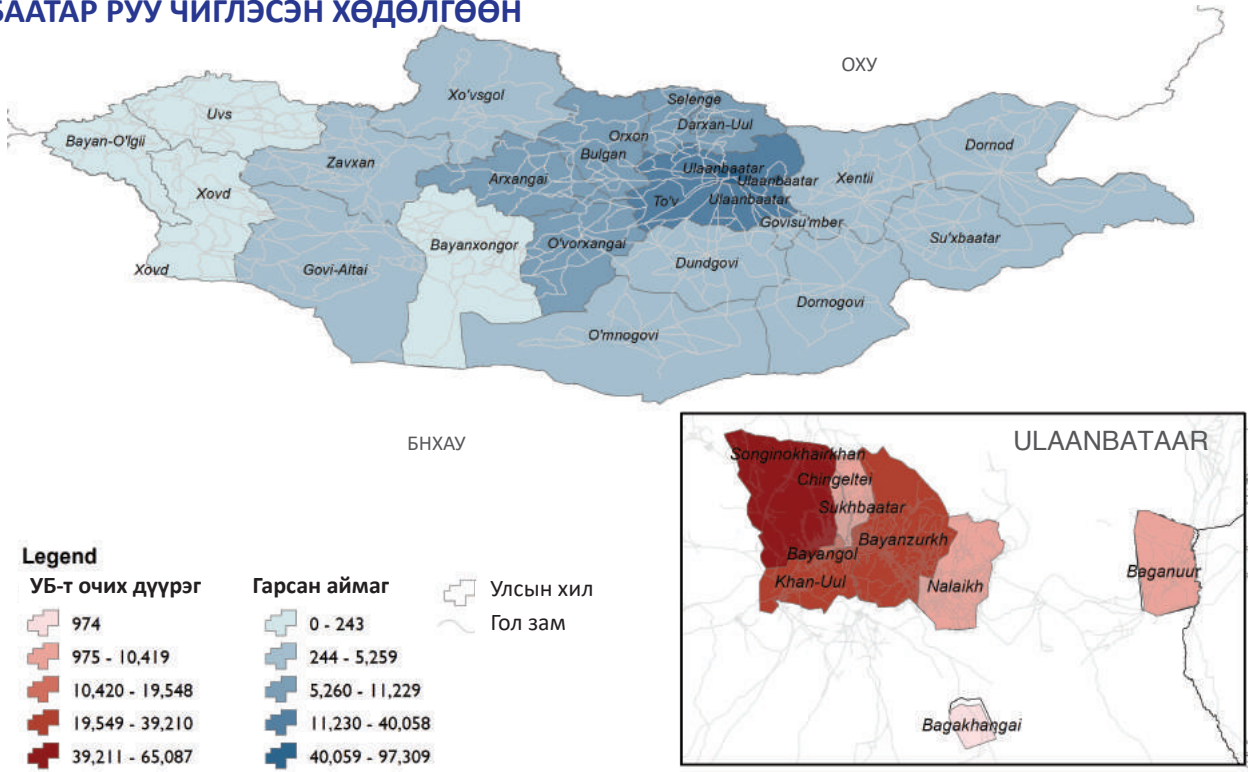 БААТАР РУУ ЧИГЛЭСЭН ХӨДӨЛГӨӨН
ОХУ
Xo'vsgol
Selenge
Uvs
Darxan-Uul
Bayan-O'lgii
Orxon
Dornod
Bulgan
Zavxan
Ulaanbaatar
Arxangai
Ulaanbaatar
Xentii
Xovd
To'v
Ulaanbaatar
Govisu'mber
Bayanxongor
O'vorxangai
Su'xbaatar
Xovd
Govi-Altai
Dundgovi
Dornogovi
O'mnogovi
БНХАУ
ULAANBATAAR
Songinokhairkhan
Chingeltei
Sukhbaatar
Bayanzurkh
Bayangol
Khan-Uul
Nalaikh
Baganuur
Bagakhangai
Legend
УБ-т очих дүүрэг
974
975 - 10,419
10,420 - 19,548
19,549 - 39,210
39,211 - 65,087
Гарсан аймаг
0 - 243
244 - 5,259
5,260 - 11,229
11,230 - 40,058
40,059 - 97,309
Улсын хил
Гол зам